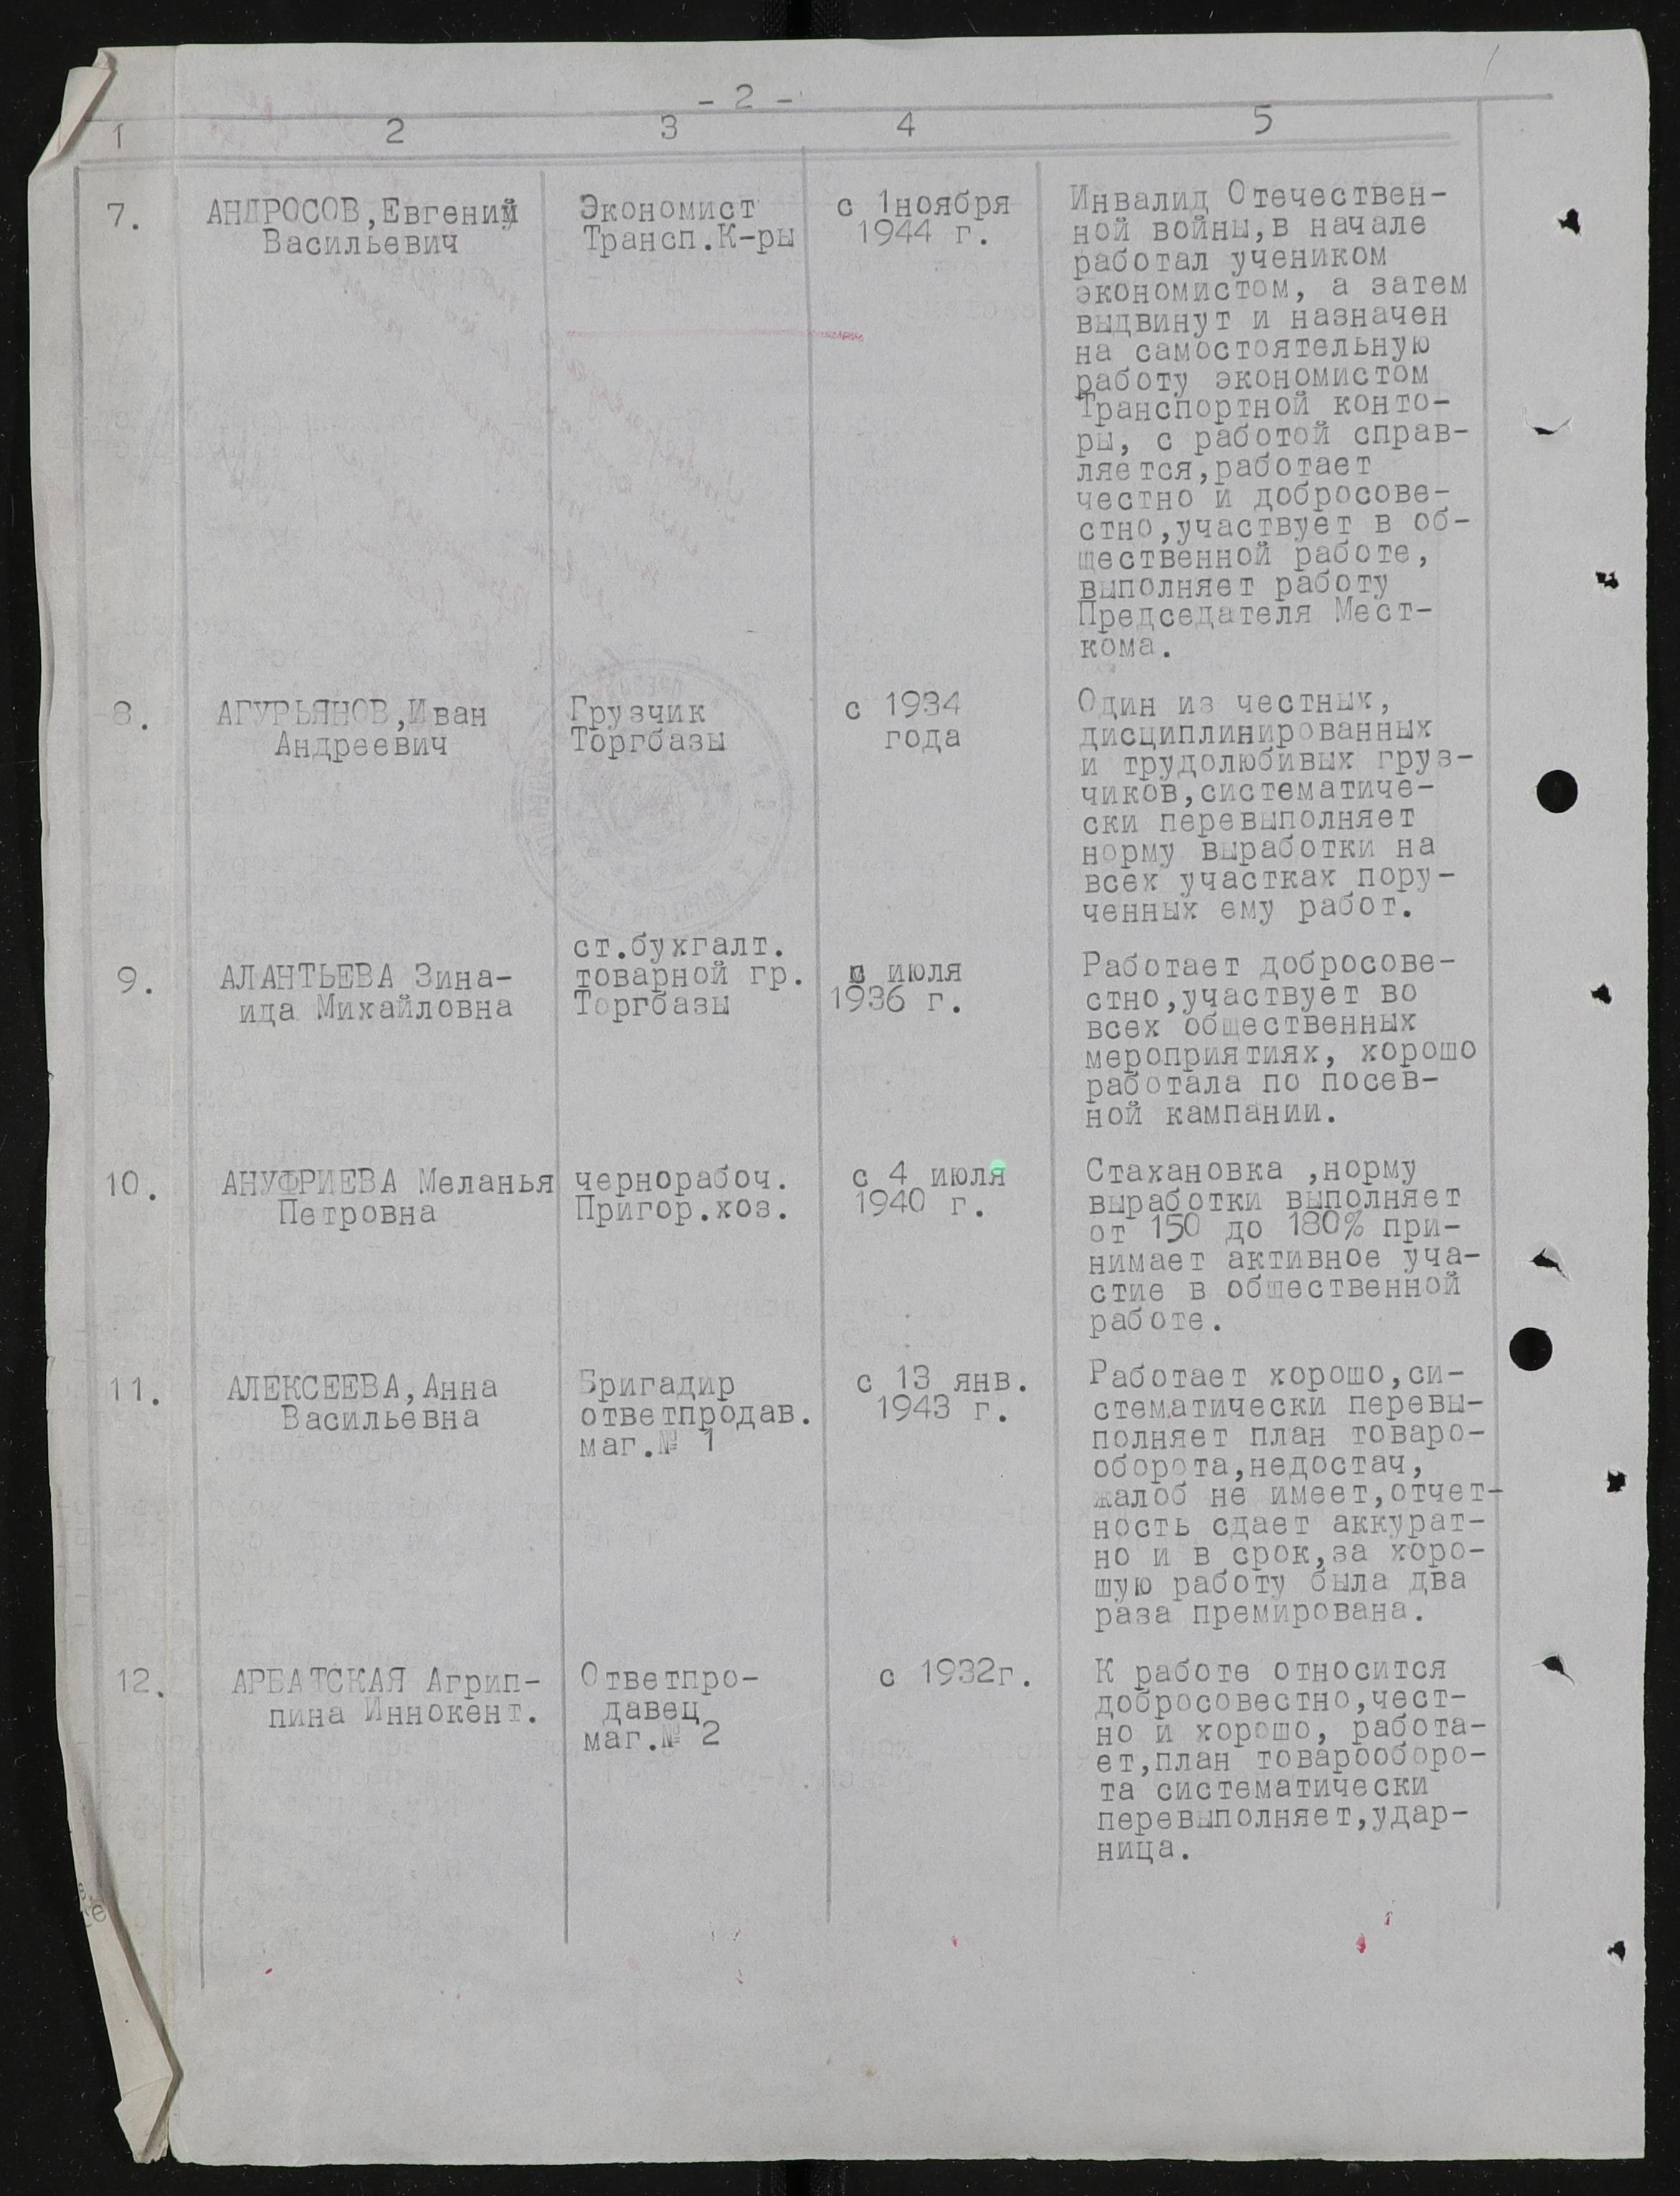 - 2 -
1 2 3 4 5
7. АНДРОСОВ,Евгений
Васильевич
Экономист
Трансп.К-ры
с 1ноября
1944 г.
Инвалид Отечествен-
ной войны,в начале
работал учеником
экономистом, а затем
выдвинут и назначен
на самостоятельную
работу экономистом
Транспортной конто-
ры, с работой справ-
ляется,работает
честно и добросове-
стно,участвует в об-
щественной работе,
выполняет работу
Председателя Мест-
кома.
8. АГУРЬЯНОВ,Иван
Андреевич
Грузчик
Торгбазы
с 1934
года
Один из честных,
дисциплинированных
и трудолюбивых груз-
чиков,систематиче-
ски перевыполняет
норму выработки на
всех участках пору-
ченных ему работ.
9. АЛАНТЬЕВА Зина-
ида Михайловна
ст.бухгалт.
товарной гр.
Торгбазы
с июля
1936 г.
Работает добросове-
стно,участвует во
всех общественных
мероприятиях, хорошо
работала по посев-
ной кампании.
10. АНУФРИЕВА Меланья
Петровна
чернорабоч.
Пригор.хоз.
с 4 июля
1940 г.
Стахановка ,норму
выработки выполняет
от 150 до 180% при-
нимает активное уча-
стие в общественной
работе.
11. АЛЕКСЕЕВА,Анна
Васильевна
Бригадир
ответпродав.
маг.№ 1
с 13 янв.
1943 г.
Работает хорошо,си-
стематически перевы-
полняет план товаро-
оборота,недостач,
жалоб не имеет,отчет-
ность сдает аккурат-
но и в срок,за хоро-
шую работу была два
раза премирована.
12. АРБАТСКАЯ Агрип-
пина Иннокент.
Ответпро-
давец
маг.№ 2
с 1932г.
К работе относится
добросовестно,чест-
но и хорошо, работа-
ет,план товарооборо-
та систематически
перевыполняет,удар-
ница.